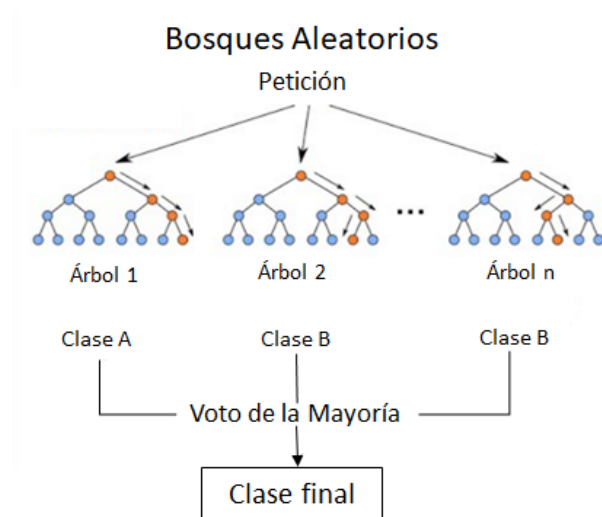 Bosques Aleatorios
Petición
...
Árbol 1
Árbol 2
Árbol n
Clase A
Clase B
Clase B
Voto de la Mayoría
Clase final